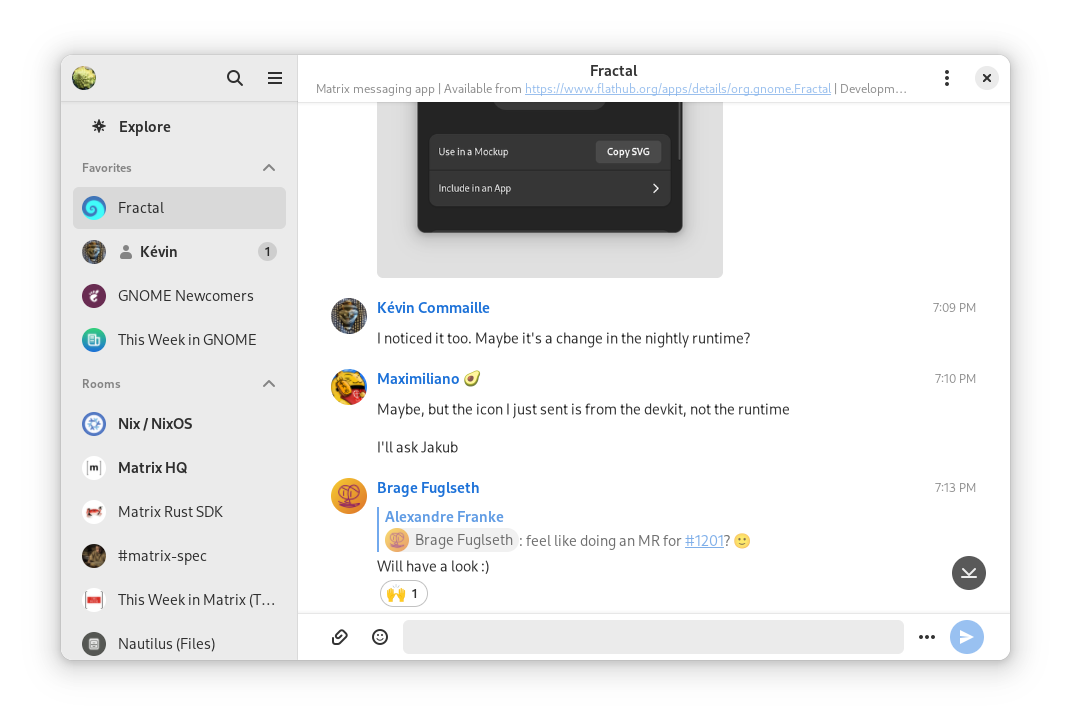 Explore
Favorites
Fractal
Kévin 1
GNOME Newcomers
This Week in GNOME
Rooms
Nix / NixOS
Matrix HQ
Matrix Rust SDK
#matrix-spec
This Week in Matrix (T…
Nautilus (Files)
Fractal
Matrix messaging app | Available from https://www.flathub.org/apps/details/org.gnome.Fractal | Developm…
Use in a Mockup Copy SVG
Include in an App
Kévin Commaille 7:09 PM
I noticed it too. Maybe it's a change in the nightly runtime?
Maximiliano 🥑 7:10 PM
Maybe, but the icon I just sent is from the devkit, not the runtime
I'll ask Jakub
Brage Fuglseth 7:13 PM
Alexandre Franke
Brage Fuglseth : feel like doing an MR for #1201? 🙂
Will have a look :)
🙌 1